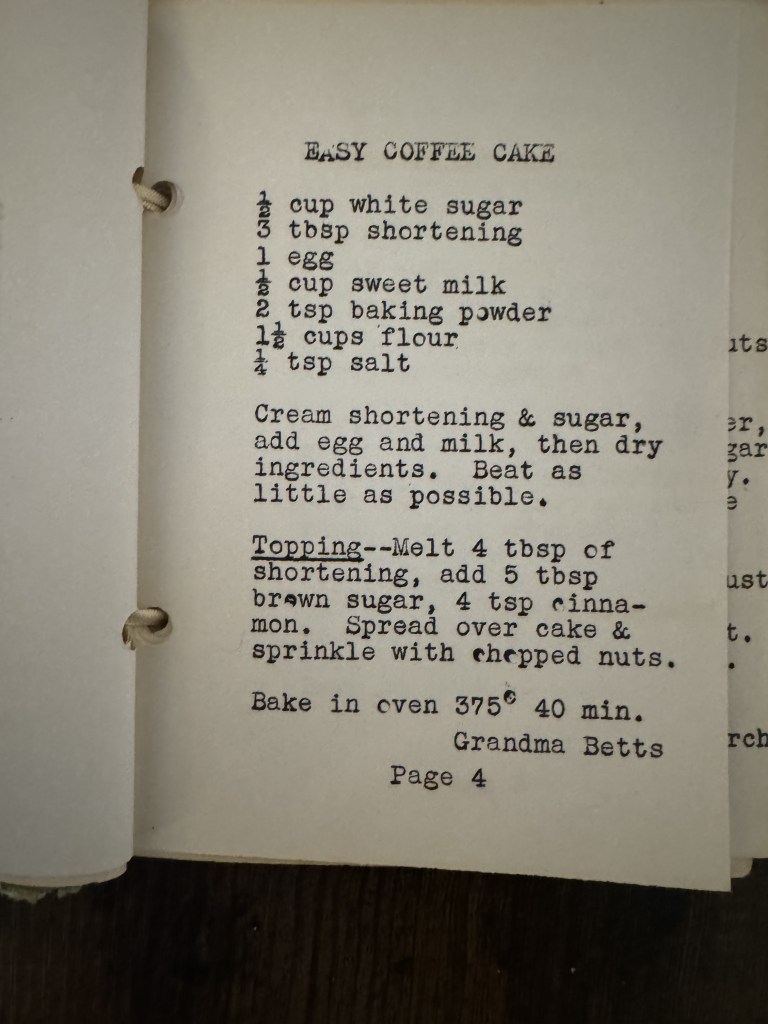 EASY COFFEE CAKE
½ cup white sugar
3 tbsp shortening
1 egg
½ cup sweet milk
2 tsp baking powder
1½ cups flour
¼ tsp salt
Cream shortening & sugar,
add egg and milk, then dry
ingredients. Beat as
little as possible.
Topping--Melt 4 tbsp of
shortening, add 5 tbsp
brown sugar, 4 tsp cinna-
mon. Spread over cake &
sprinkle with chopped nuts.
Bake in oven 375° 40 min.
Grandma Betts
Page 4